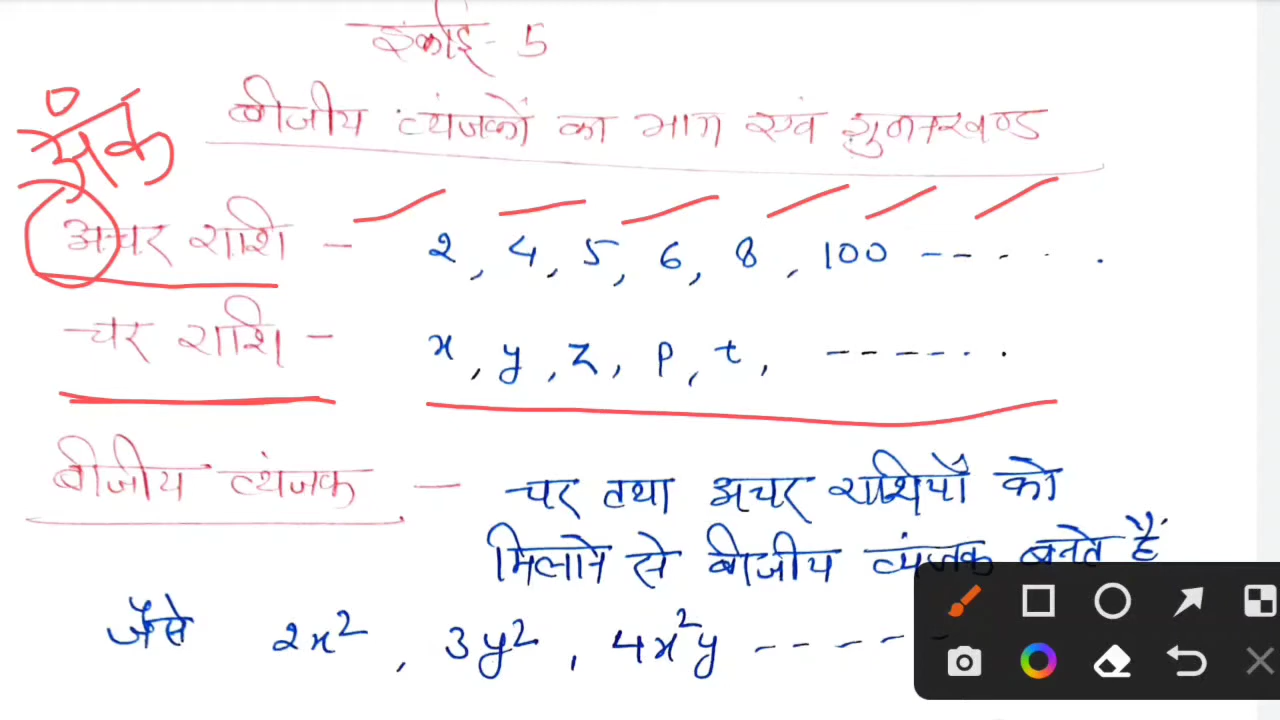 इकाई - 5
बीजीय व्यंजकों का भाग एवं गुणनखण्ड
अंक
अचर राशि - 2, 4, 5, 6, 8, 100 -----.
चर राशि - x, y, z, p, t, ------.
बीजीय व्यंजक - चर तथा अचर राशियों को
मिलाने से बीजीय व्यंजक बनते हैं
जैसे 2x², 3y², 4x²y ------